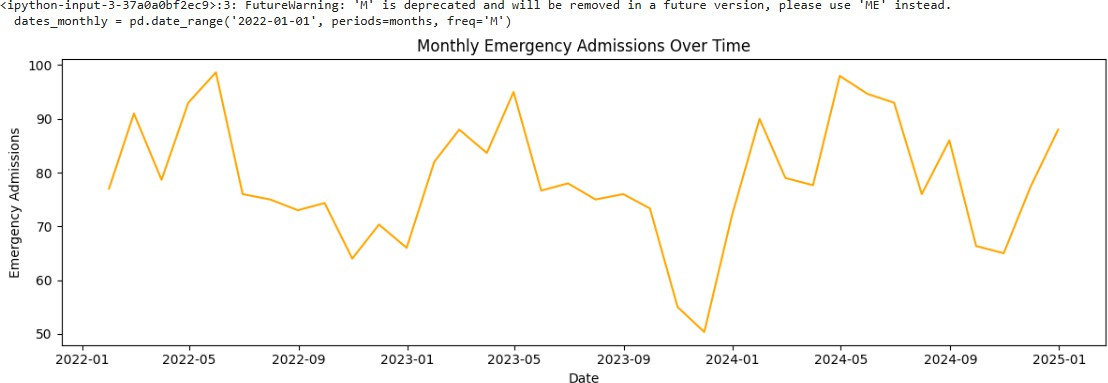 <ipython-input-3-37a0a0bf2ec9>:3: FutureWarning: 'M' is deprecated and will be removed in a future version, please use 'ME' instead.
dates_monthly = pd.date_range('2022-01-01', periods=months, freq='M')
Monthly Emergency Admissions Over Time
Emergency Admissions
100
90
80
70
60
50
2022-01 2022-05 2022-09 2023-01 2023-05 2023-09 2024-01 2024-05 2024-09 2025-01
Date